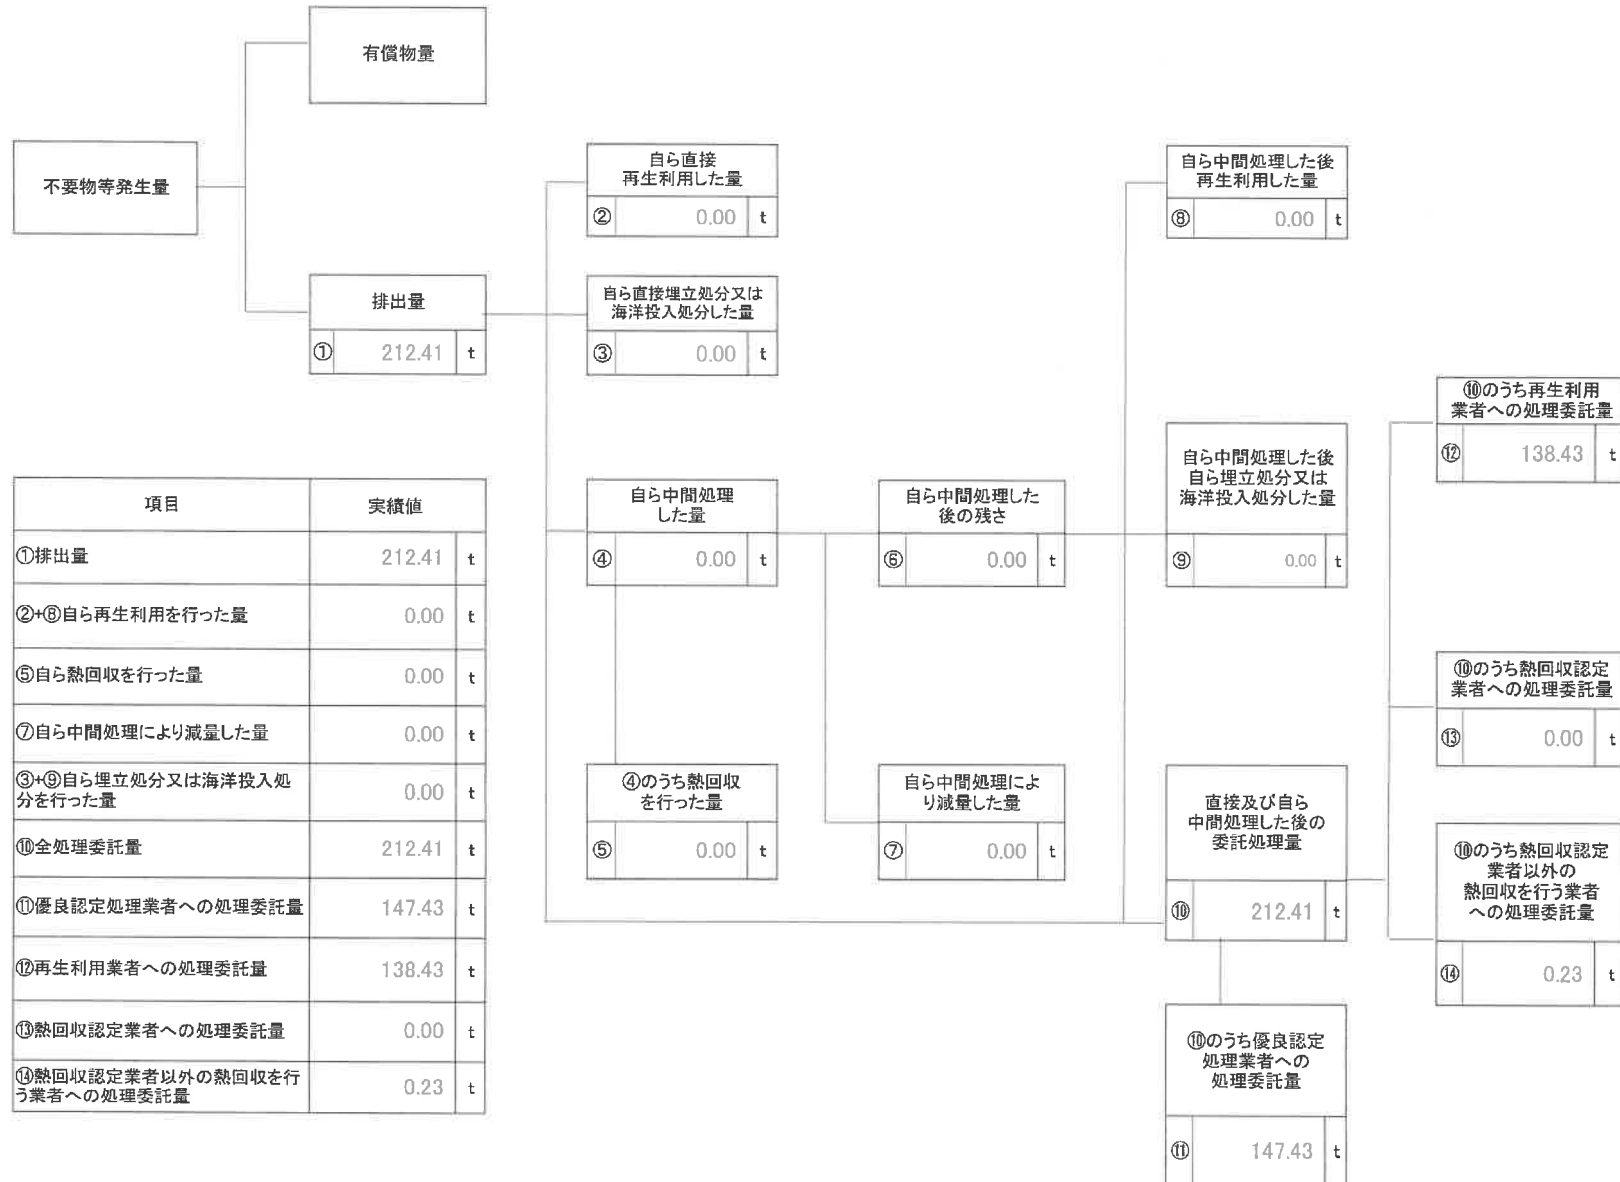 有償物量
不要物等発生量
排出量
① 212.41 t
自ら直接
再生利用した量
② 0.00 t
自ら直接埋立処分又は
海洋投入処分した量
③ 0.00 t
自ら中間処理
した量
④ 0.00 t
④のうち熱回収
を行った量
⑤ 0.00 t
自ら中間処理した
後の残さ
⑥ 0.00 t
自ら中間処理によ
り減量した量
⑦ 0.00 t
自ら中間処理した後
再生利用した量
⑧ 0.00 t
自ら中間処理した後
自ら埋立処分又は
海洋投入処分した量
⑨ 0.00 t
直接及び自ら
中間処理した後の
委託処理量
⑩ 212.41 t
⑩のうち優良認定
処理業者への
処理委託量
⑪ 147.43 t
⑩のうち再生利用
業者への処理委託量
⑫ 138.43 t
⑩のうち熱回収認定
業者への処理委託量
⑬ 0.00 t
⑩のうち熱回収認定
業者以外の
熱回収を行う業者
への処理委託量
⑭ 0.23 t
項目 実績値
①排出量 212.41 t
②+⑧自ら再生利用を行った量 0.00 t
⑤自ら熱回収を行った量 0.00 t
⑦自ら中間処理により減量した量 0.00 t
③+⑨自ら埋立処分又は海洋投入処
分を行った量 0.00 t
⑩全処理委託量 212.41 t
⑪優良認定処理業者への処理委託量 147.43 t
⑫再生利用業者への処理委託量 138.43 t
⑬熱回収認定業者への処理委託量 0.00 t
⑭熱回収認定業者以外の熱回収を行
う業者への処理委託量 0.23 t